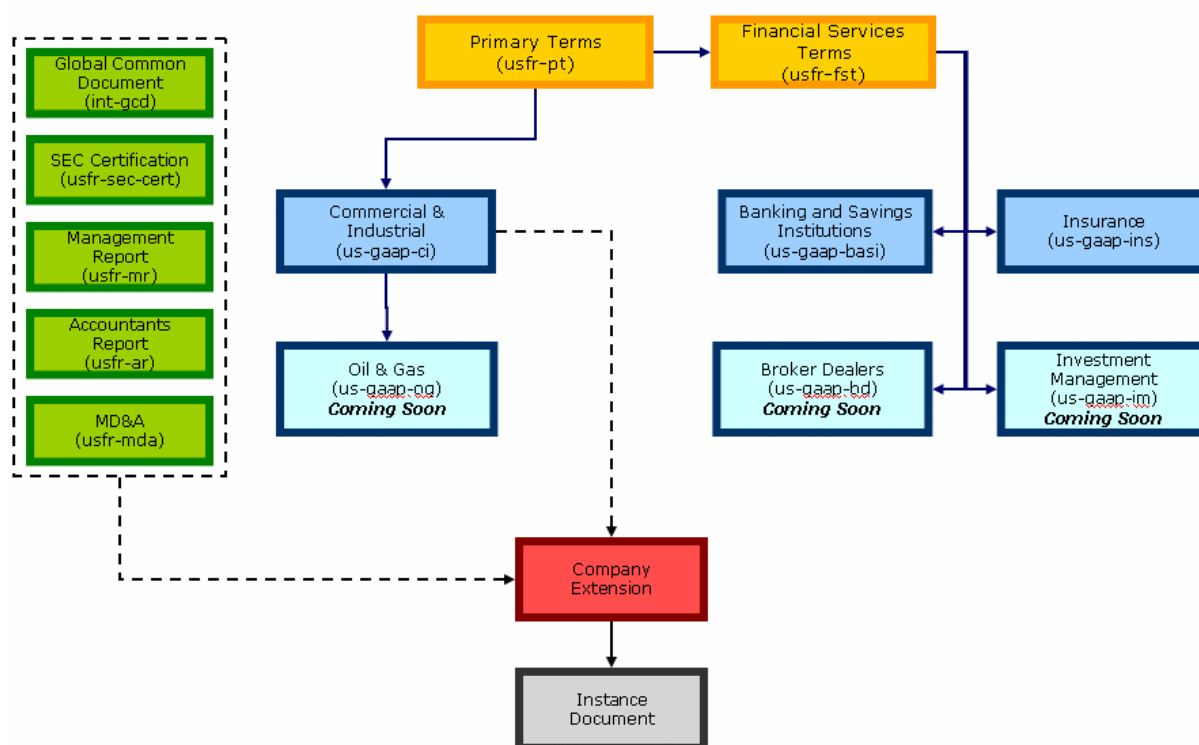 Global Common
Document
(int-gcd)
SEC Certification
(usfr-sec-cert)
Management
Report
(usfr-mr)
Accountants
Report
(usfr-ar)
MD&A
(usfr-mda)
Primary Terms
(usfr-pt)
Financial Services
Terms
(usfr-fst)
Commercial &
Industrial
(us-gaap-ci)
Banking and Savings
Institutions
(us-gaap-basi)
Insurance
(us-gaap-ins)
Oil & Gas
(us-gaap-og)
Coming Soon
Broker Dealers
(us-gaap-bd)
Coming Soon
Investment
Management
(us-gaap-im)
Coming Soon
Company
Extension
Instance
Document